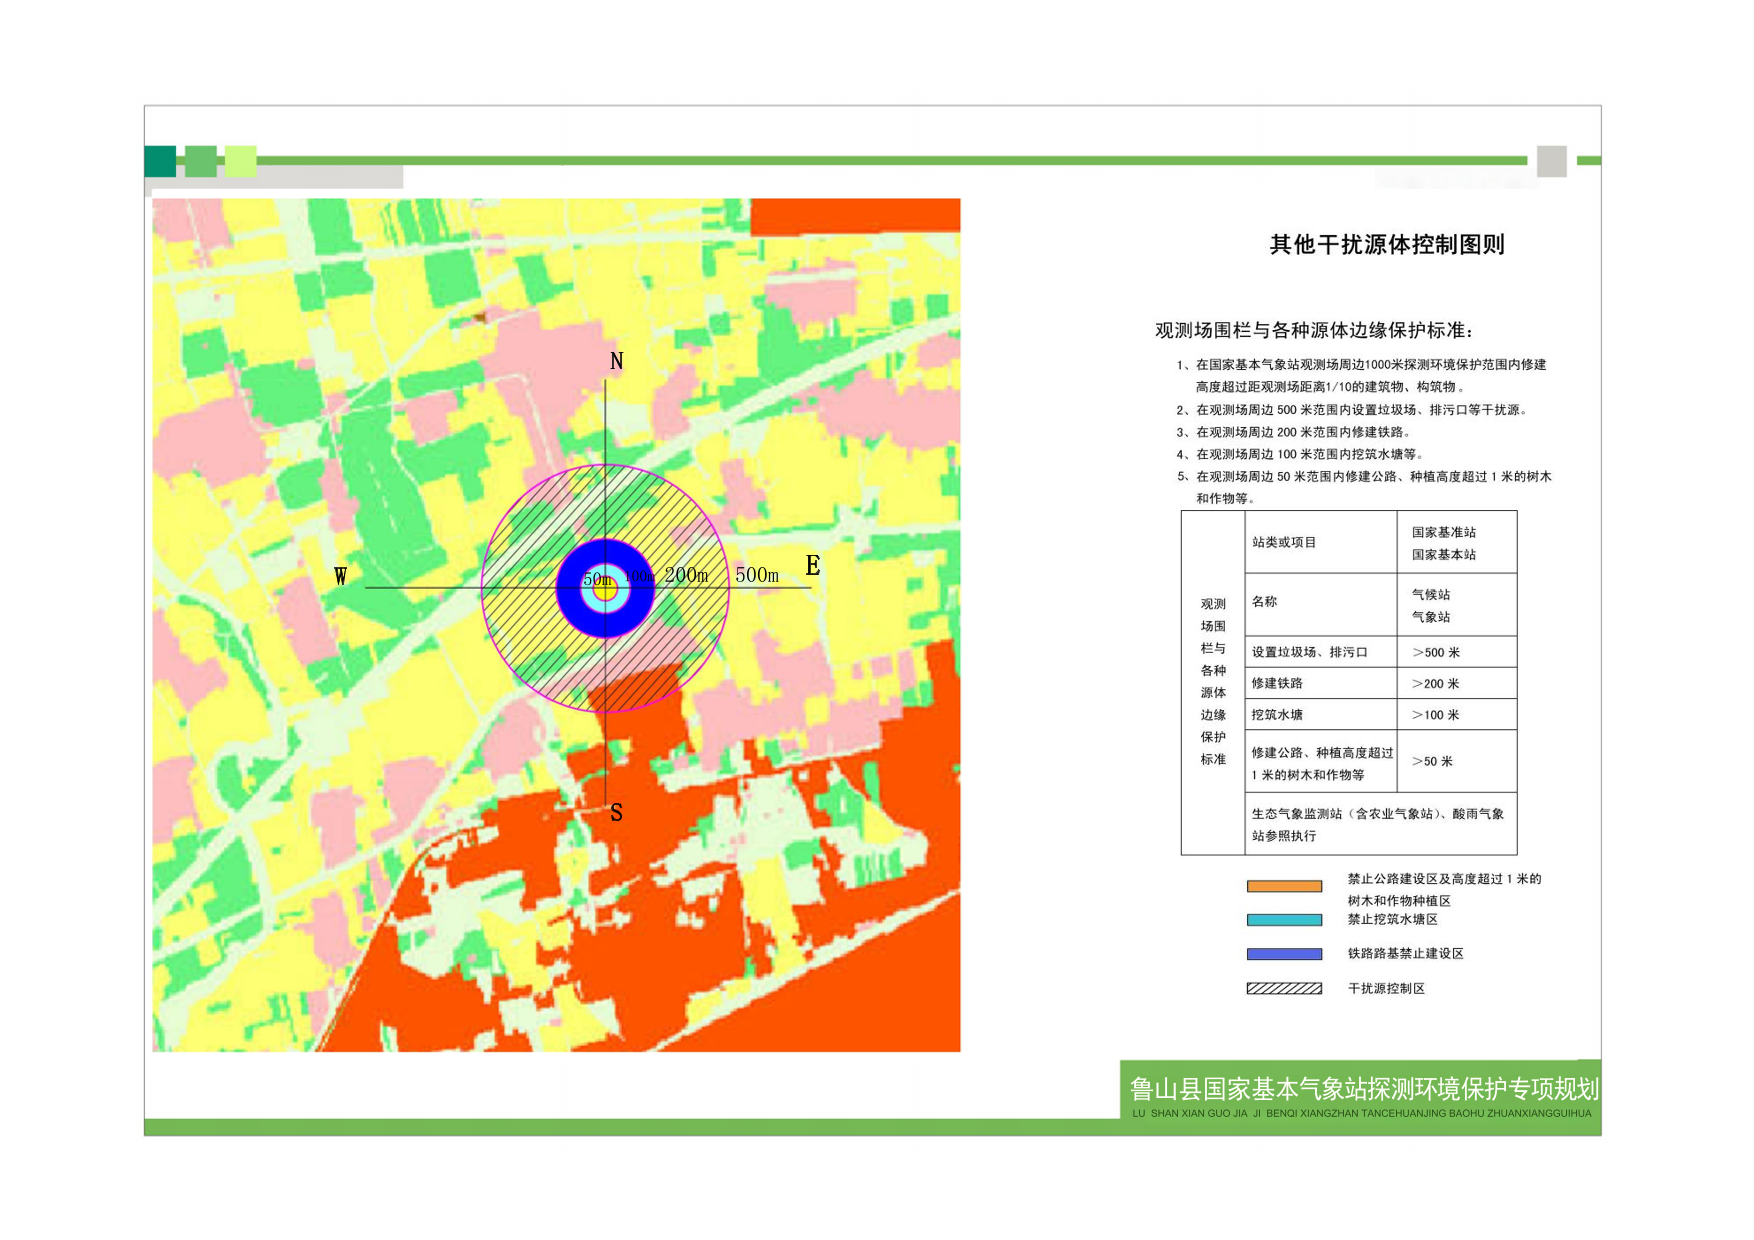 其他干扰源体控制图则
观测场围栏与各种源体边缘保护标准：
1、在国家基本气象站观测场周边1000米探测环境保护范围内修建
高度超过距观测场距离1/10的建筑物、构筑物。
2、在观测场周边 500 米范围内设置垃圾场、排污口等干扰源。
3、在观测场周边 200 米范围内修建铁路。
4、在观测场周边 100 米范围内挖筑水塘等。
5、在观测场周边 50 米范围内修建公路、种植高度超过 1 米的树木
和作物等。
N
W
50m 100m 200m 500m E
S
观测
场围
栏与
各种
源体
边缘
保护
标准
站类或项目
国家基准站
国家基本站
名称
气候站
气象站
设置垃圾场、排污口
＞500 米
修建铁路
＞200 米
挖筑水塘
＞100 米
修建公路、种植高度超过
1 米的树木和作物等
＞50 米
生态气象监测站（含农业气象站）、酸雨气象
站参照执行
禁止公路建设区及高度超过 1 米的
树木和作物种植区
禁止挖筑水塘区
铁路路基禁止建设区
干扰源控制区
鲁山县国家基本气象站探测环境保护专项规划
LU SHAN XIAN GUO JIA JI BENQI XIANGZHAN TANCEHUANJING BAOHU ZHUANXIANGGUIHUA